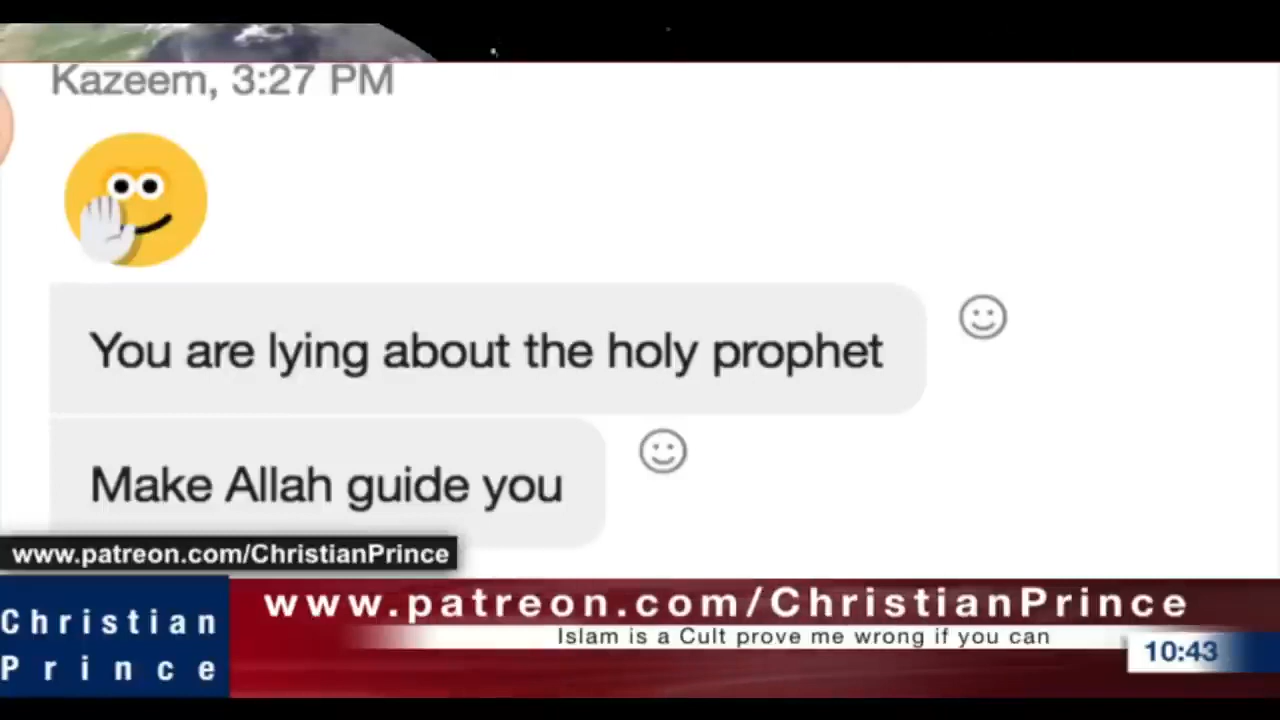 Kazeem, 3:27 PM
You are lying about the holy prophet
Make Allah guide you
www.patreon.com/ChristianPrince
Christian
Prince
www.patreon.com/ChristianPrince
Islam is a Cult prove me wrong if you can
10:43